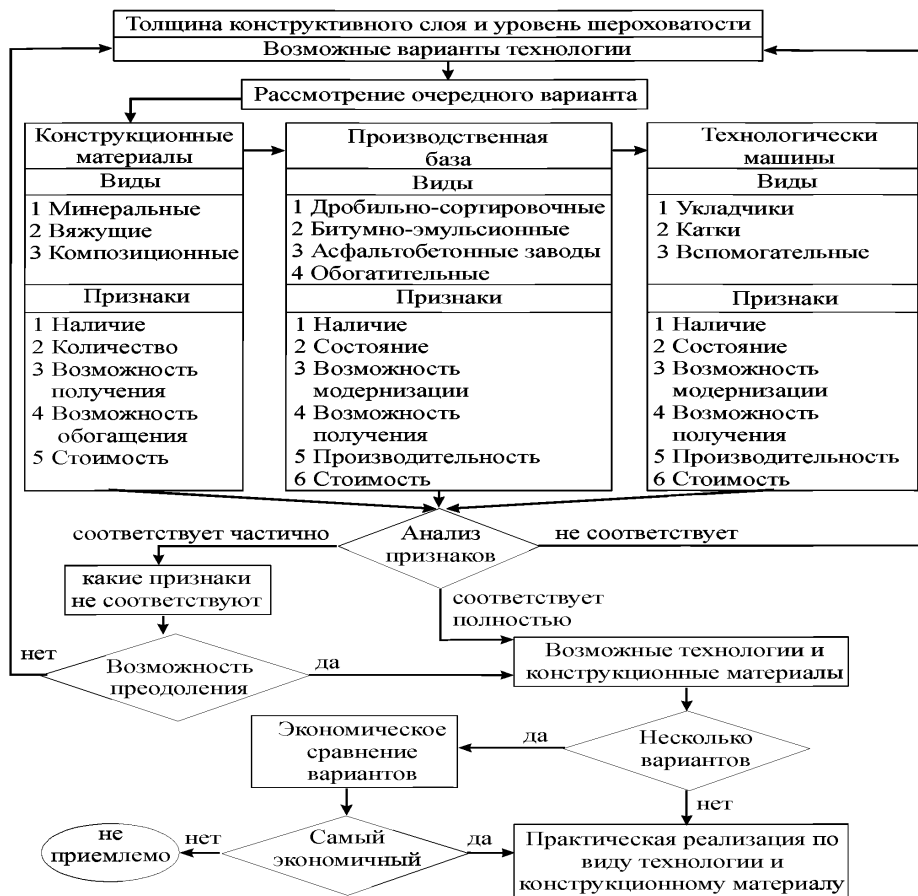 Толщина конструктивного слоя и уровень шероховатости
Возможные варианты технологии
Рассмотрение очередного варианта
Конструкционные
материалы
Виды
1 Минеральные
2 Вяжущие
3 Композиционные
Признаки
1 Наличие
2 Количество
3 Возможность
получения
4 Возможность
обогащения
5 Стоимость
Производственная
база
Виды
1 Дробильно-сортировочные
2 Битумно-эмульсионные
3 Асфальтобетонные заводы
4 Обогатительные
Признаки
1 Наличие
2 Состояние
3 Возможность
модернизации
4 Возможность
получения
5 Производительность
6 Стоимость
Технологически
машины
Виды
1 Укладчики
2 Катки
3 Вспомогательные
Признаки
1 Наличие
2 Состояние
3 Возможность
модернизации
4 Возможность
получения
5 Производительность
6 Стоимость
соответствует частично
Анализ
признаков
не соответствует
какие признаки
не соответствуют
соответствует
полностью
нет
Возможность
преодоления
да
Возможные технологии и
конструкционные материалы
Экономическое
сравнение
вариантов
да
Несколько
вариантов
нет
не
приемлемо
нет
Самый
экономичный
да
Практическая реализация по
виду технологии и
конструкционному материалу